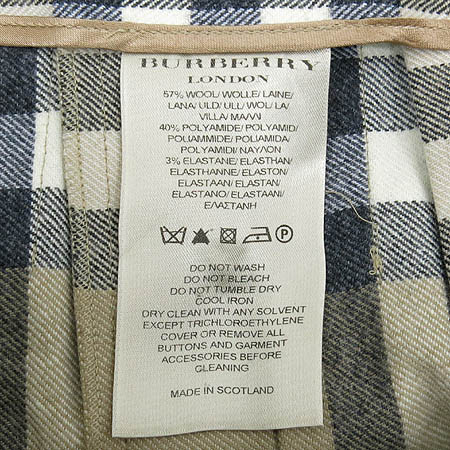 BURBERRY
LONDON
57% WOOL/ WOLLE/ LAINE/
LANA/ ULD/ ULL/ WOL/ LA/
VILLA/ MAVVI
40% POLYAMIDE/ POLYAMID/
POLIAMMIDE/ POLIAMIDA/
POLYAMIDI/ NAYVON
3% ELASTANE/ ELASTHAN/
ELASTHANNE/ ELASTON/
ELASTAAN/ ELASTAN/
ELASTANO/ ELASTAANI/
ΕΛΑΣΤΑΝΗ
P
DO NOT WASH
DO NOT BLEACH
DO NOT TUMBLE DRY
COOL IRON
DRY CLEAN WITH ANY SOLVENT
EXCEPT TRICHLOROETHYLENE
COVER OR REMOVE ALL
BUTTONS AND GARMENT
ACCESSORIES BEFORE
CLEANING
MADE IN SCOTLAND